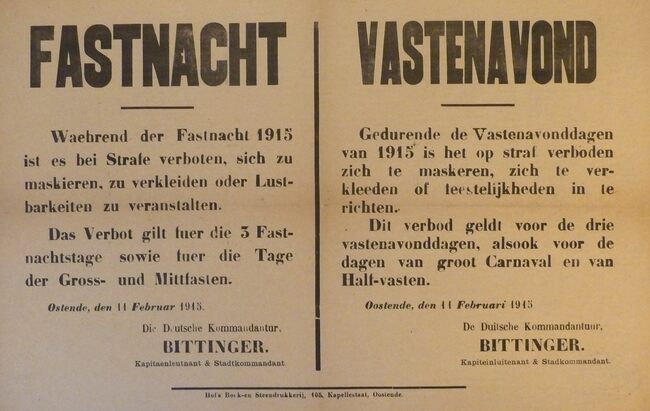 FASTNACHT
Waehrend der Fastnacht 1915
ist es bei Strafe verboten, sich zu
maskieren, zu verkleiden oder Lust-
barkeiten zu veranstalten.
Das Verbot gilt fuer die 3 Fast-
nachtstage sowie fuer die Tage
der Gross- und Mittfasten.
Ostende, den 11 Februar 1915.
Die Deutsche Kommandantur,
BITTINGER.
Kapitaenleutnant & Stadtkommandant.
VASTENAVOND
Gedurende de Vastenavonddagen
van 1915 is het op straf verboden
zich te maskeren, zich te ver-
kleeden of feestelijkheden in te
richten.
Dit verbod geldt voor de drie
vastenavonddagen, alsook voor de
dagen van groot Carnaval en van
Half-vasten.
Oostende, den 11 Februari 1915
De Duitsche Kommandantuur,
BITTINGER.
Kapiteinluitenant & Stadkommandant.
Hofs Boek-en Steendrukkerij, 105, Kapellestaat, Oostende.